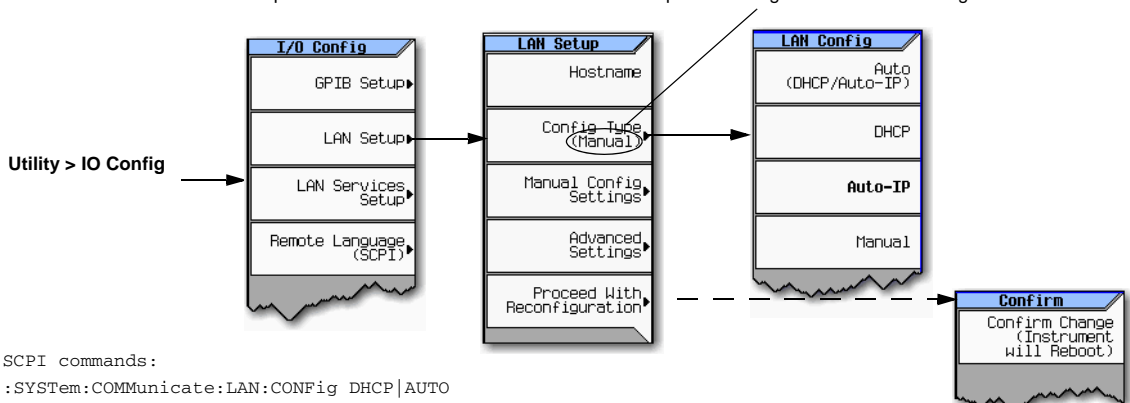 I/O Config
GPIB Setup
LAN Setup
LAN Services
Setup
Remote Language
(SCPI)
Utility > IO Config
LAN Setup
Hostname
Config Type
(Manual)
Manual Config
Settings
Advanced
Settings
Proceed With
Reconfiguration
LAN Config
Auto
(DHCP/Auto-IP)
DHCP
Auto-IP
Manual
Confirm
Confirm Change
(Instrument
will Reboot)
SCPI commands:
:SYSTem:COMMunicate:LAN:CONFig DHCP|AUTO